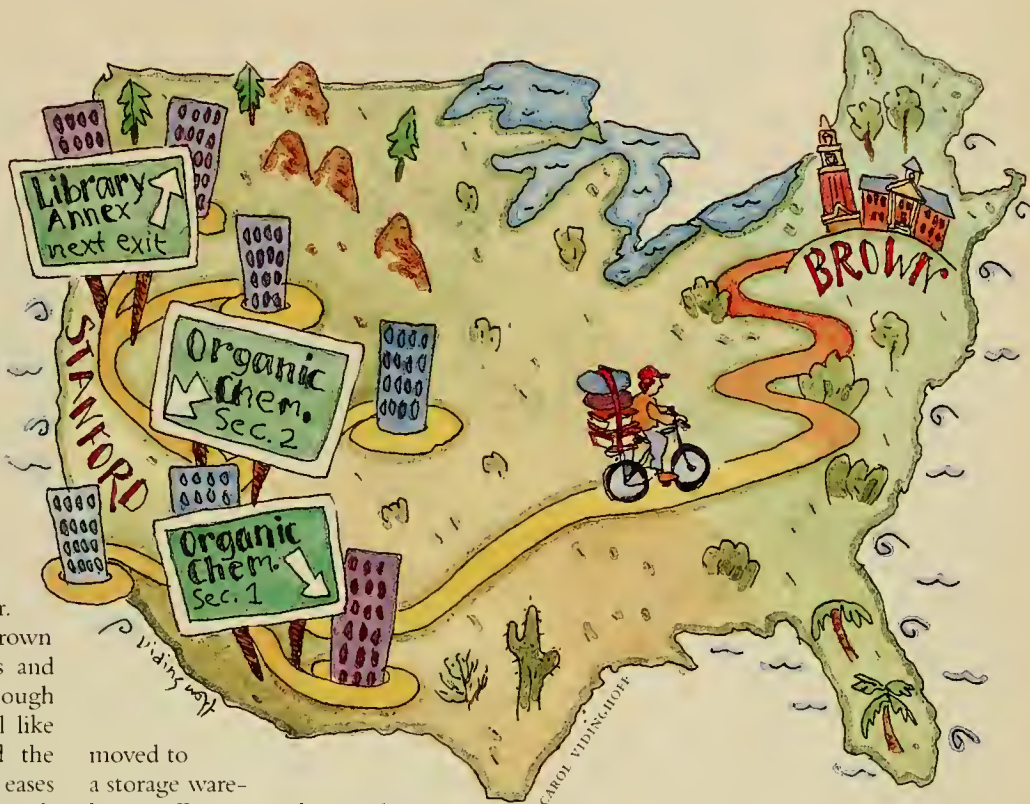 Library
Annex
next exit
STANFORD
Organic
Chem.
Sec. 2
Organic
Chem.
Sec. 1
BROWN
CAROL VIDINGHOFF
r.
rown
s and
ough
l like
the
eases
moved to
a storage ware-